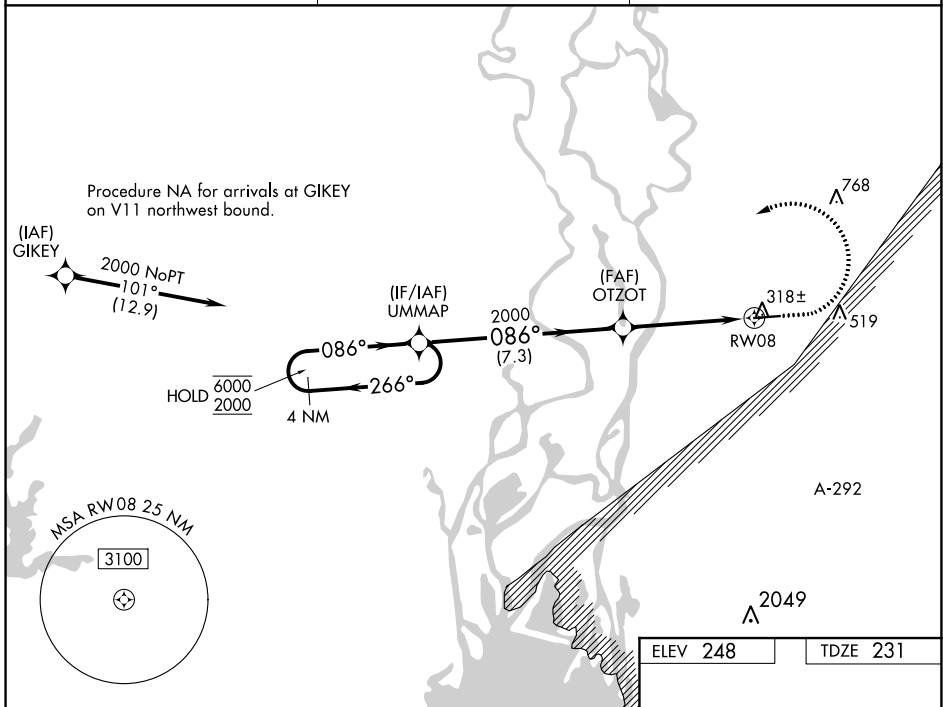 Procedure NA for arrivals at GIKEY
on V11 northwest bound.
768
(IAF)
GIKEY
2000 NoPT
101°
(12.9)
(IF/IAF)
UMMAP
(FAF)
OTZOT
2000
086°
(7.3)
318±
RW08
519
086°
266°
HOLD
6000
2000
4 NM
A-292
MSA RW08 25 NM
3100
2049
ELEV 248
TDZE 231